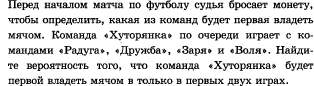 Перед началом матча по футболу судья бросает монету,
чтобы определить, какая из команд будет первая владеть
мячом. Команда «Хуторянка» по очереди играет с ко-
мандами «Радуга», «Дружба», «Заря» и «Воля». Найди-
те вероятность того, что команда «Хуторянка» будет
первой владеть мячом в только в первых двух играх.